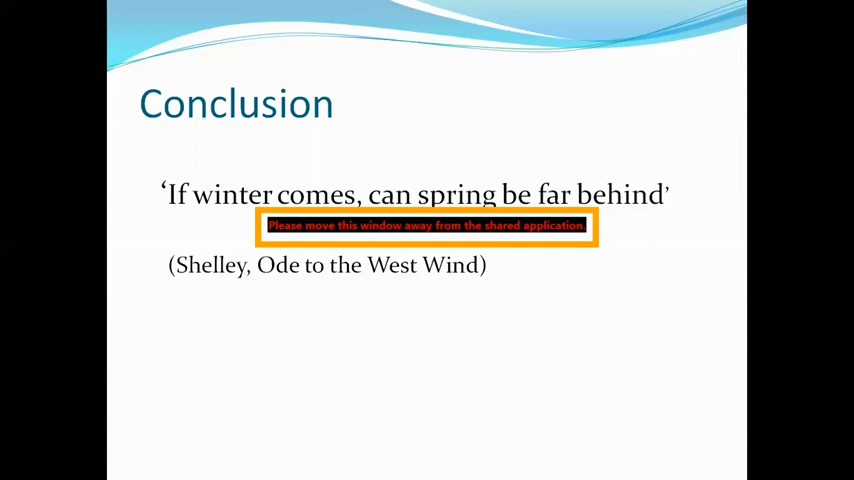 Conclusion
‘If winter comes, can spring be far behind’
Please move this window away from the shared application.
(Shelley, Ode to the West Wind)